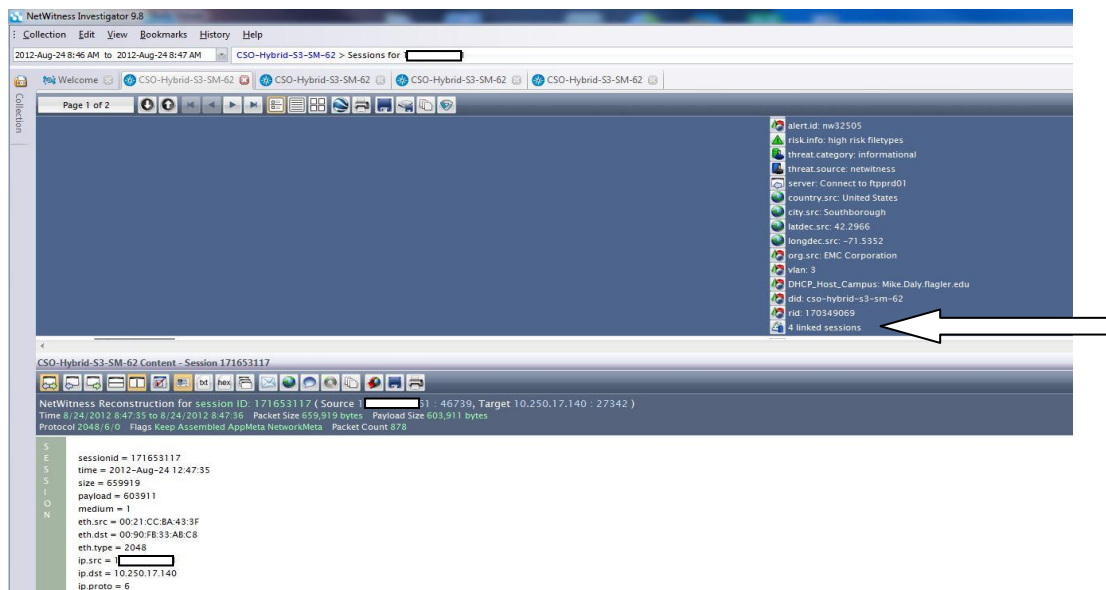 NetWitness Investigator 9.8
Collection Edit View Bookmarks History Help
2012-Aug-24 8:46 AM to 2012-Aug-24 8:47 AM CSO-Hybrid-S3-SM-62 > Sessions for 1
Welcome CSO-Hybrid-S3-SM-62 CSO-Hybrid-S3-SM-62 CSO-Hybrid-S3-SM-62 CSO-Hybrid-S3-SM-62
Collection
Page 1 of 2
alert.id: nw32505
risk.info: high risk filetypes
threat.category: informational
threat.source: netwitness
server: Connect to ftpprd01
country.src: United States
city.src: Southborough
latdec.src: 42.2966
longdec.src: -71.5352
org.src: EMC Corporation
vlan: 3
DHCP_Host_Campus: Mike.Daly.flagler.edu
did: cso-hybrid-s3-sm-62
rid: 170349069
4 linked sessions
CSO-Hybrid-S3-SM-62 Content - Session 171653117
txt hex
NetWitness Reconstruction for session ID: 171653117 ( Source 1 51 : 46739, Target 10.250.17.140 : 27342 )
Time 8/24/2012 8:47:35 to 8/24/2012 8:47:36 Packet Size 659,919 bytes Payload Size 603,911 bytes
Protocol 2048/6/0 Flags Keep Assembled AppMeta NetworkMeta Packet Count 878
SESSION
sessionid = 171653117
time = 2012-Aug-24 12:47:35
size = 659919
payload = 603911
medium = 1
eth.src = 00:21:CC:BA:43:3F
eth.dst = 00:90:FB:33:AB:C8
eth.type = 2048
ip.src = 1
ip.dst = 10.250.17.140
ip.proto = 6